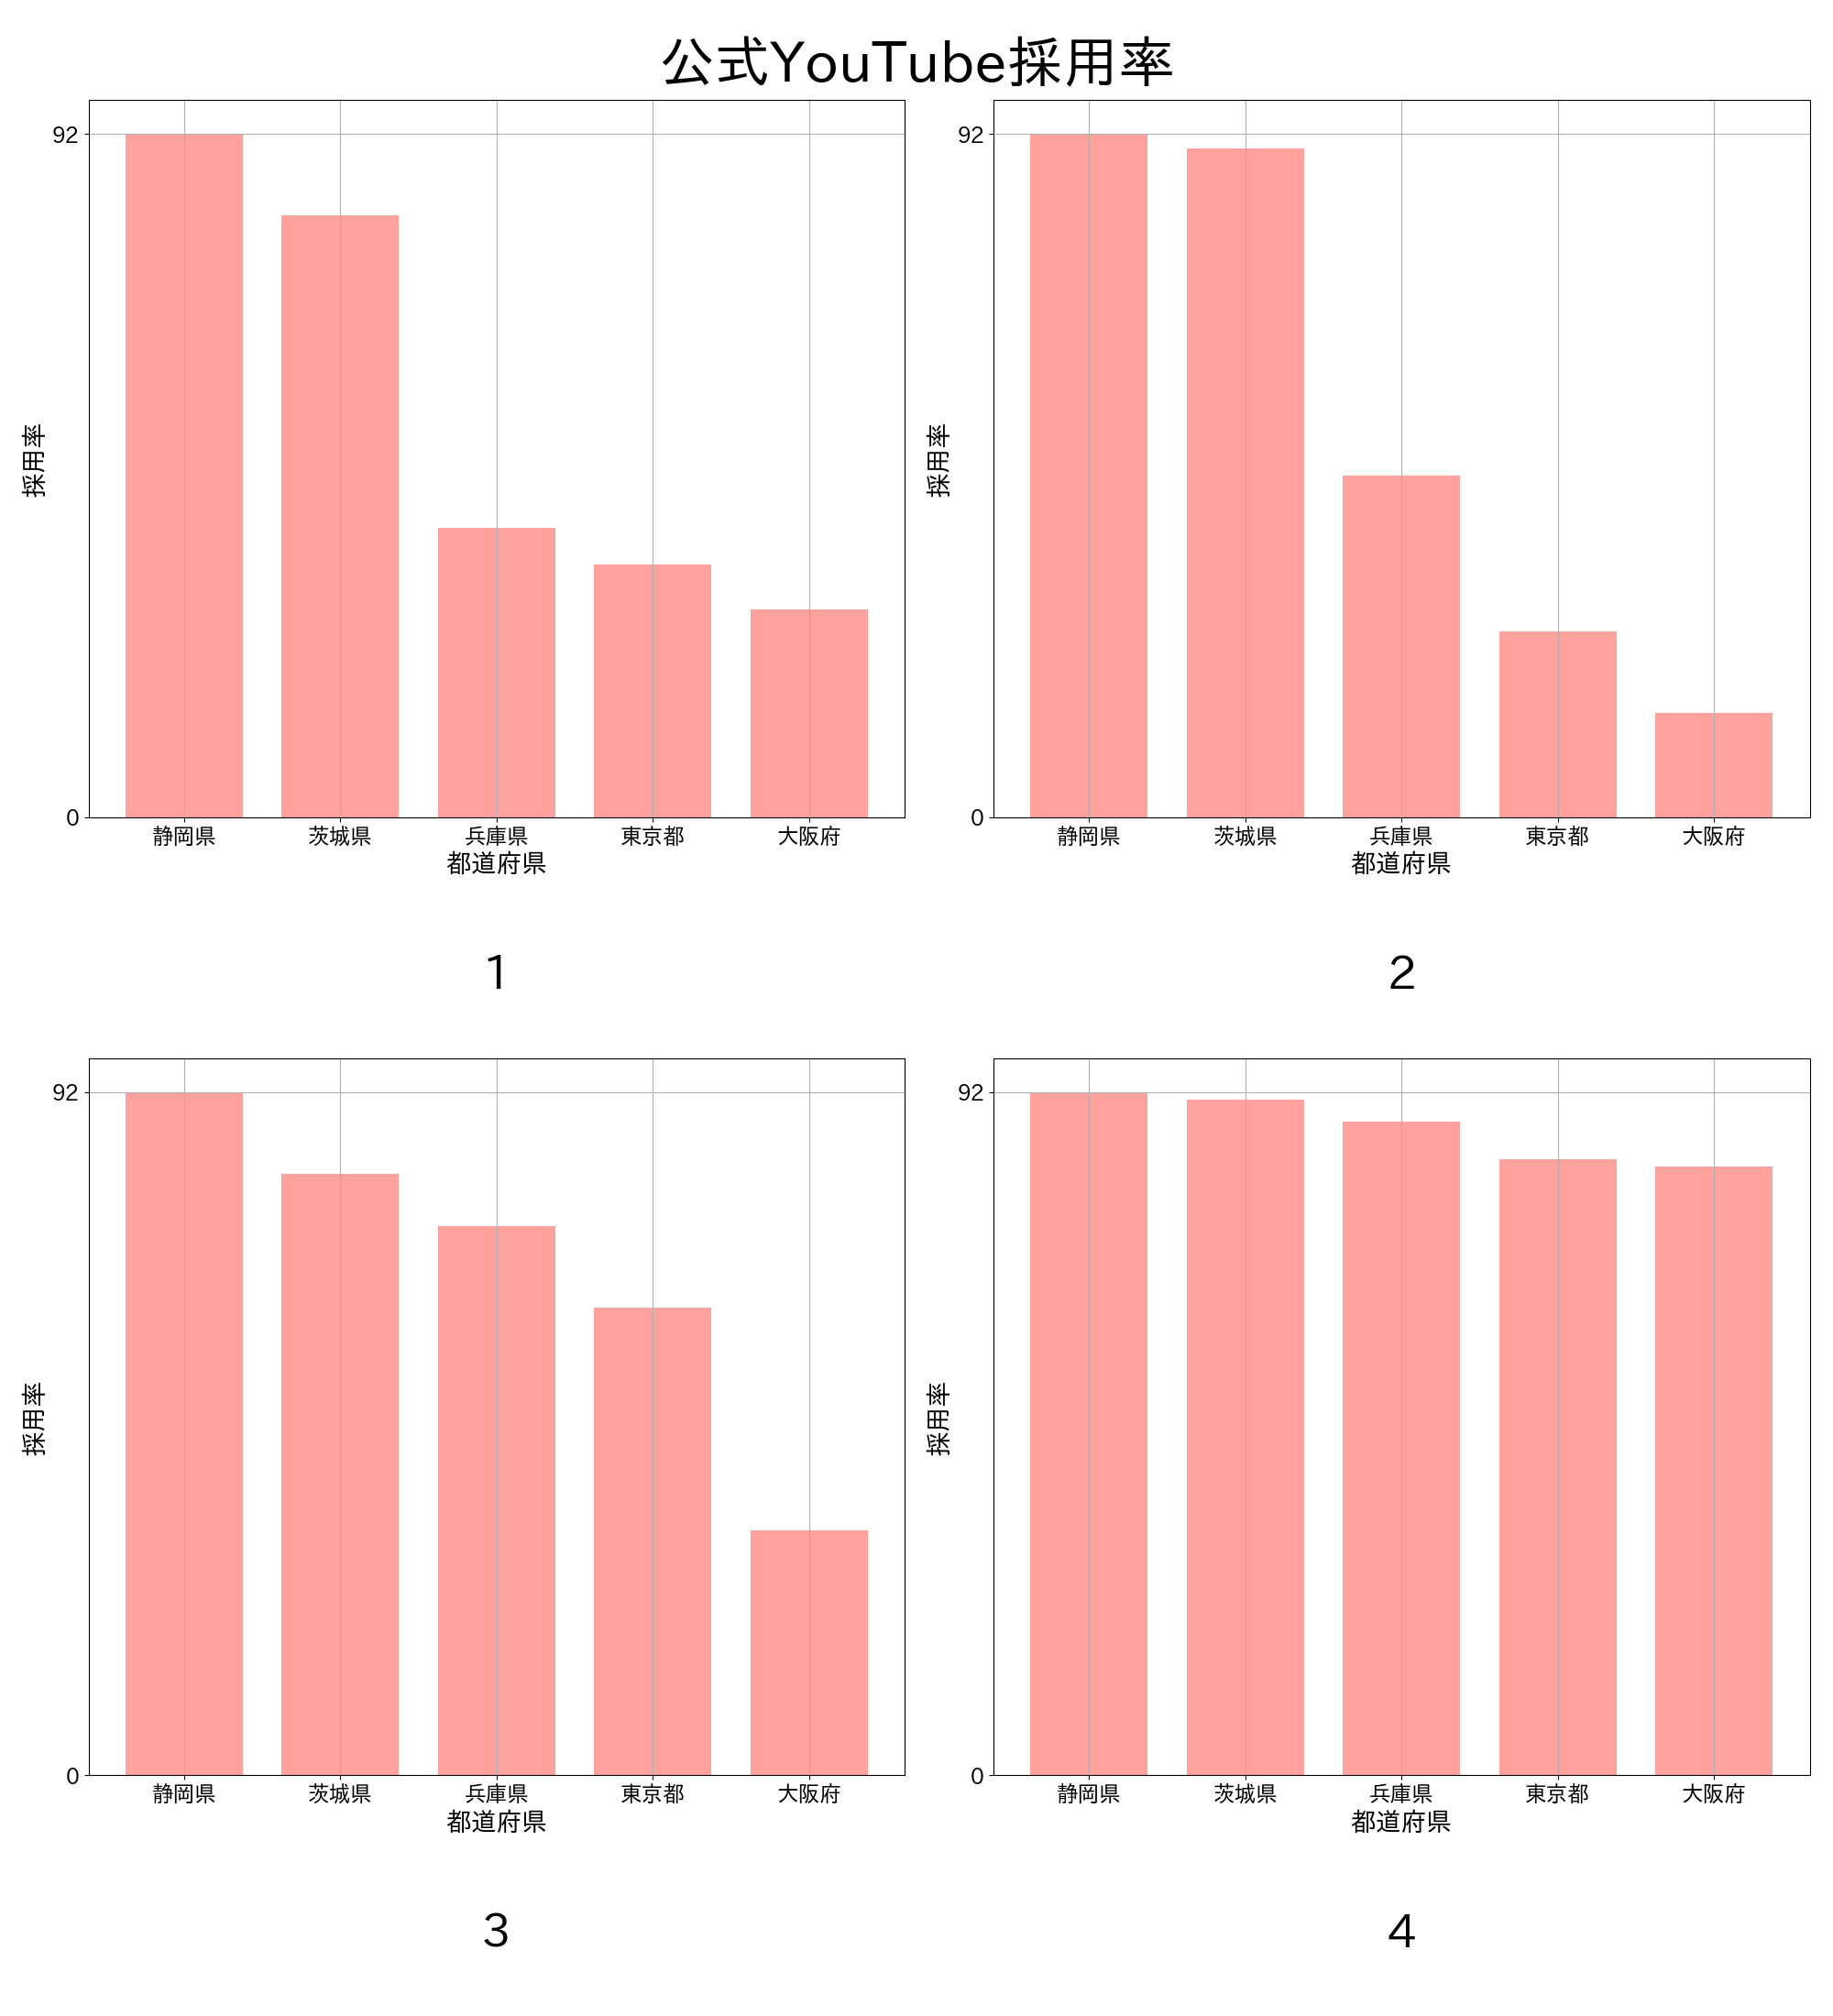 公式YouTube採用率
92
0
採用率
静岡県 茨城県 兵庫県 東京都 大阪府
都道府県
1
92
0
採用率
静岡県 茨城県 兵庫県 東京都 大阪府
都道府県
2
92
0
採用率
静岡県 茨城県 兵庫県 東京都 大阪府
都道府県
3
92
0
採用率
静岡県 茨城県 兵庫県 東京都 大阪府
都道府県
4